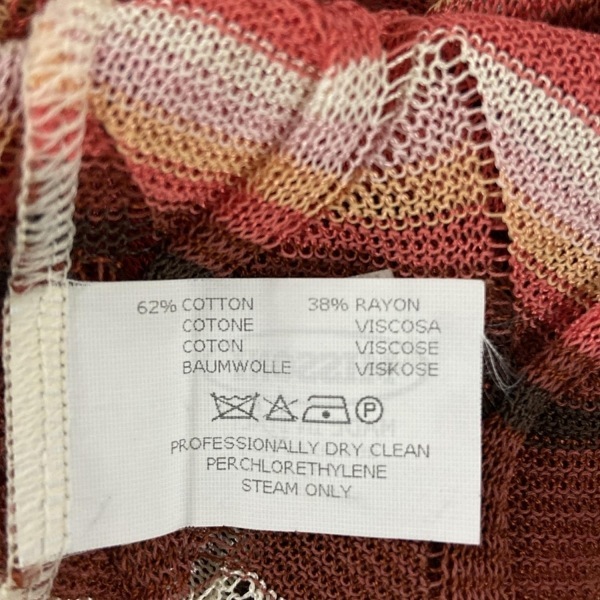 62% COTTON 38% RAYON
COTONE VISCOSA
COTON VISCOSE
BAUMWOLLE VISKOSE
P
PROFESSIONALLY DRY CLEAN
PERCHLORETHYLENE
STEAM ONLY